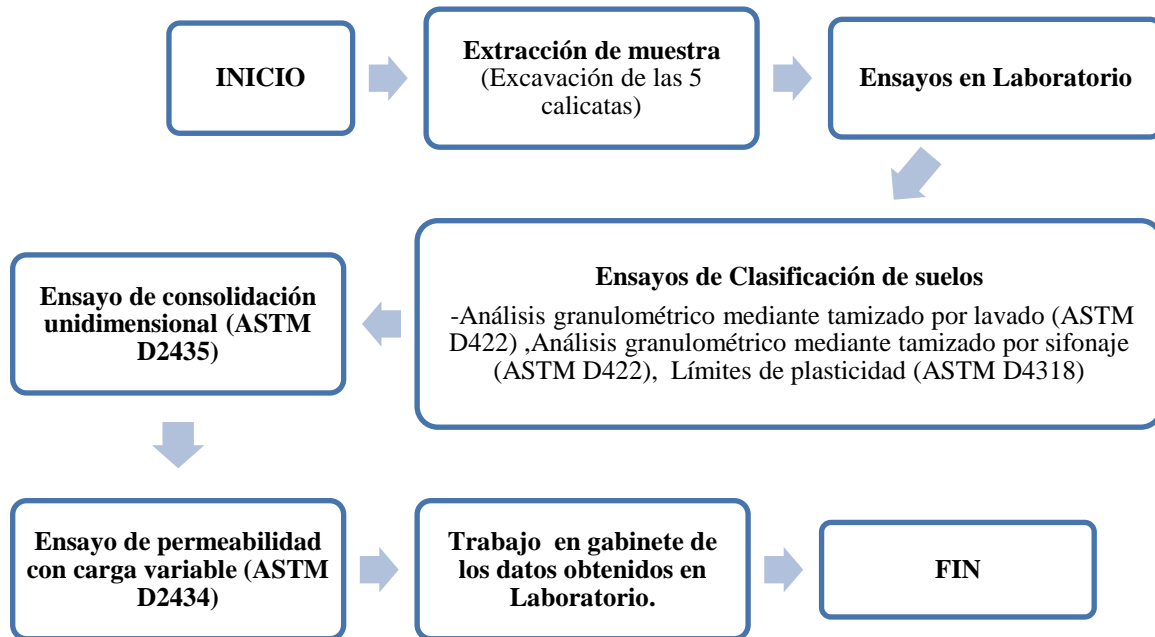 INICIO
Extracción de muestra
(Excavación de las 5
calicatas)
Ensayos en Laboratorio
Ensayos de Clasificación de suelos
-Análisis granulométrico mediante tamizado por lavado (ASTM
D422) ,Análisis granulométrico mediante tamizado por sifonaje
(ASTM D422), Límites de plasticidad (ASTM D4318)
Ensayo de consolidación
unidimensional (ASTM
D2435)
Ensayo de permeabilidad
con carga variable (ASTM
D2434)
Trabajo en gabinete de
los datos obtenidos en
Laboratorio.
FIN